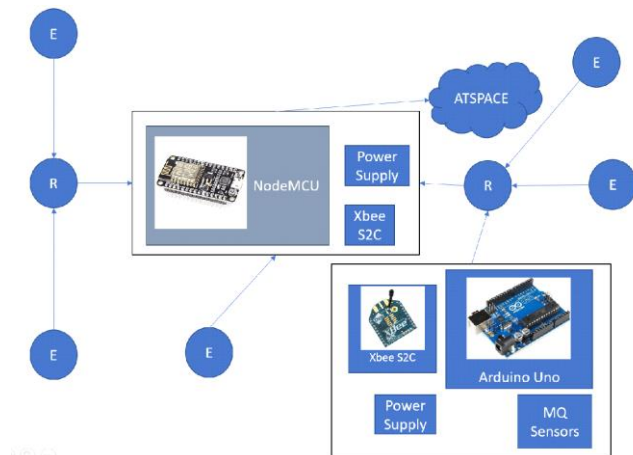 E
E
ATSPACE
NodeMCU
Power
Supply
R
R
E
Xbee
S2C
E
E
Xbee S2C
Arduino Uno
Power
Supply
MQ
Sensors